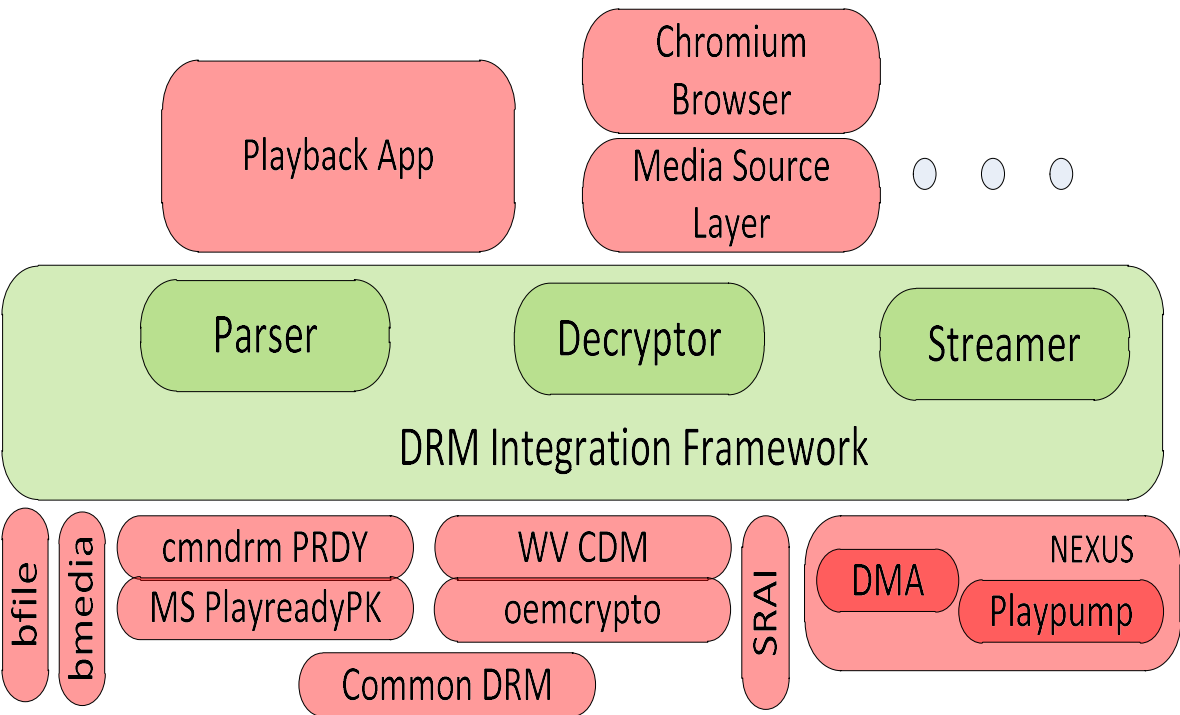 Chromium
Browser
Playback App
Media Source
Layer
Parser
Decryptor
Streamer
DRM Integration Framework
bfile
bmedia
cmndrm PRDY
MS PlayreadyPK
WV CDM
oemcrypto
Common DRM
SRAI
NEXUS
DMA
Playpump